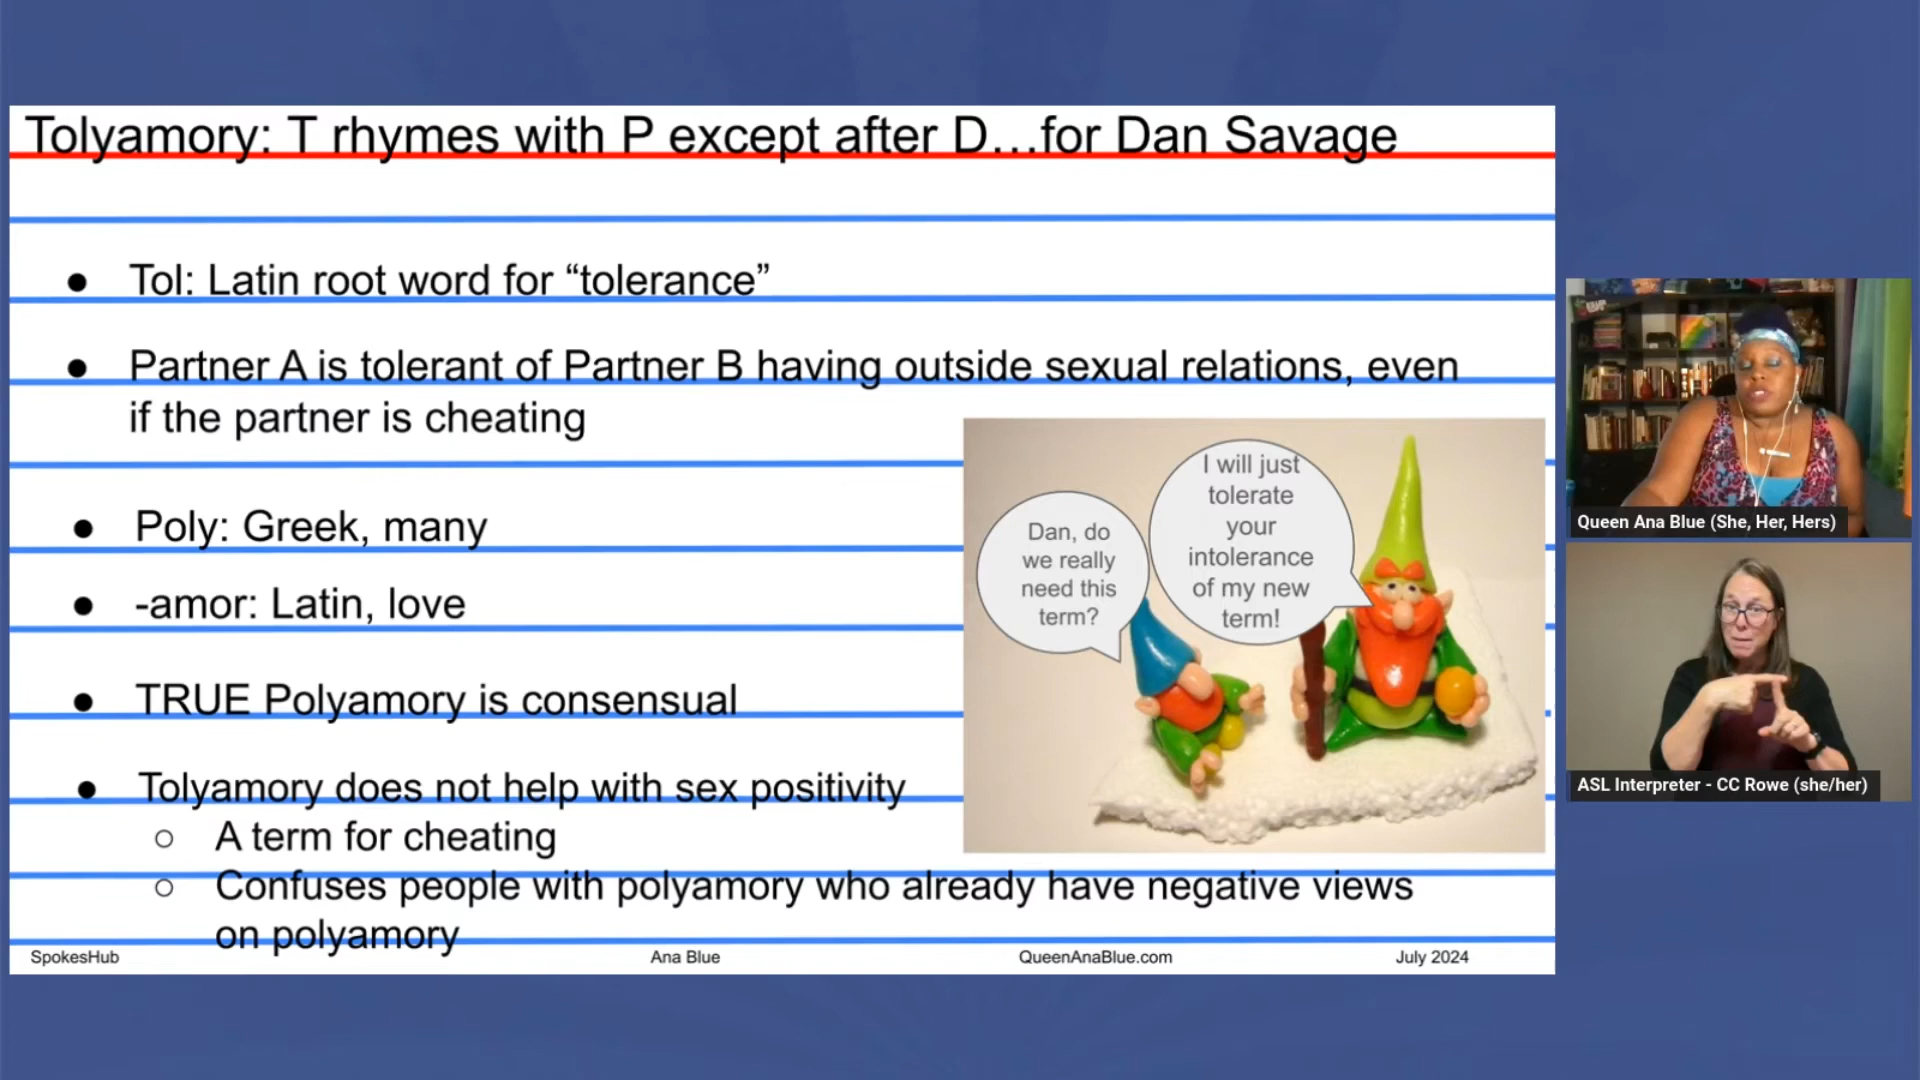 Tolyamory: T rhymes with P except after D...for Dan Savage
● Tol: Latin root word for “tolerance”
● Partner A is tolerant of Partner B having outside sexual relations, even
if the partner is cheating
● Poly: Greek, many
● -amor: Latin, love
● TRUE Polyamory is consensual
● Tolyamory does not help with sex positivity
○ A term for cheating
○ Confuses people with polyamory who already have negative views
on polyamory
Dan, do
we really
need this
term?
I will just
tolerate
your
intolerance
of my new
term!
SpokesHub
Ana Blue
QueenAnaBlue.com
July 2024
Queen Ana Blue (She, Her, Hers)
ASL Interpreter - CC Rowe (she/her)